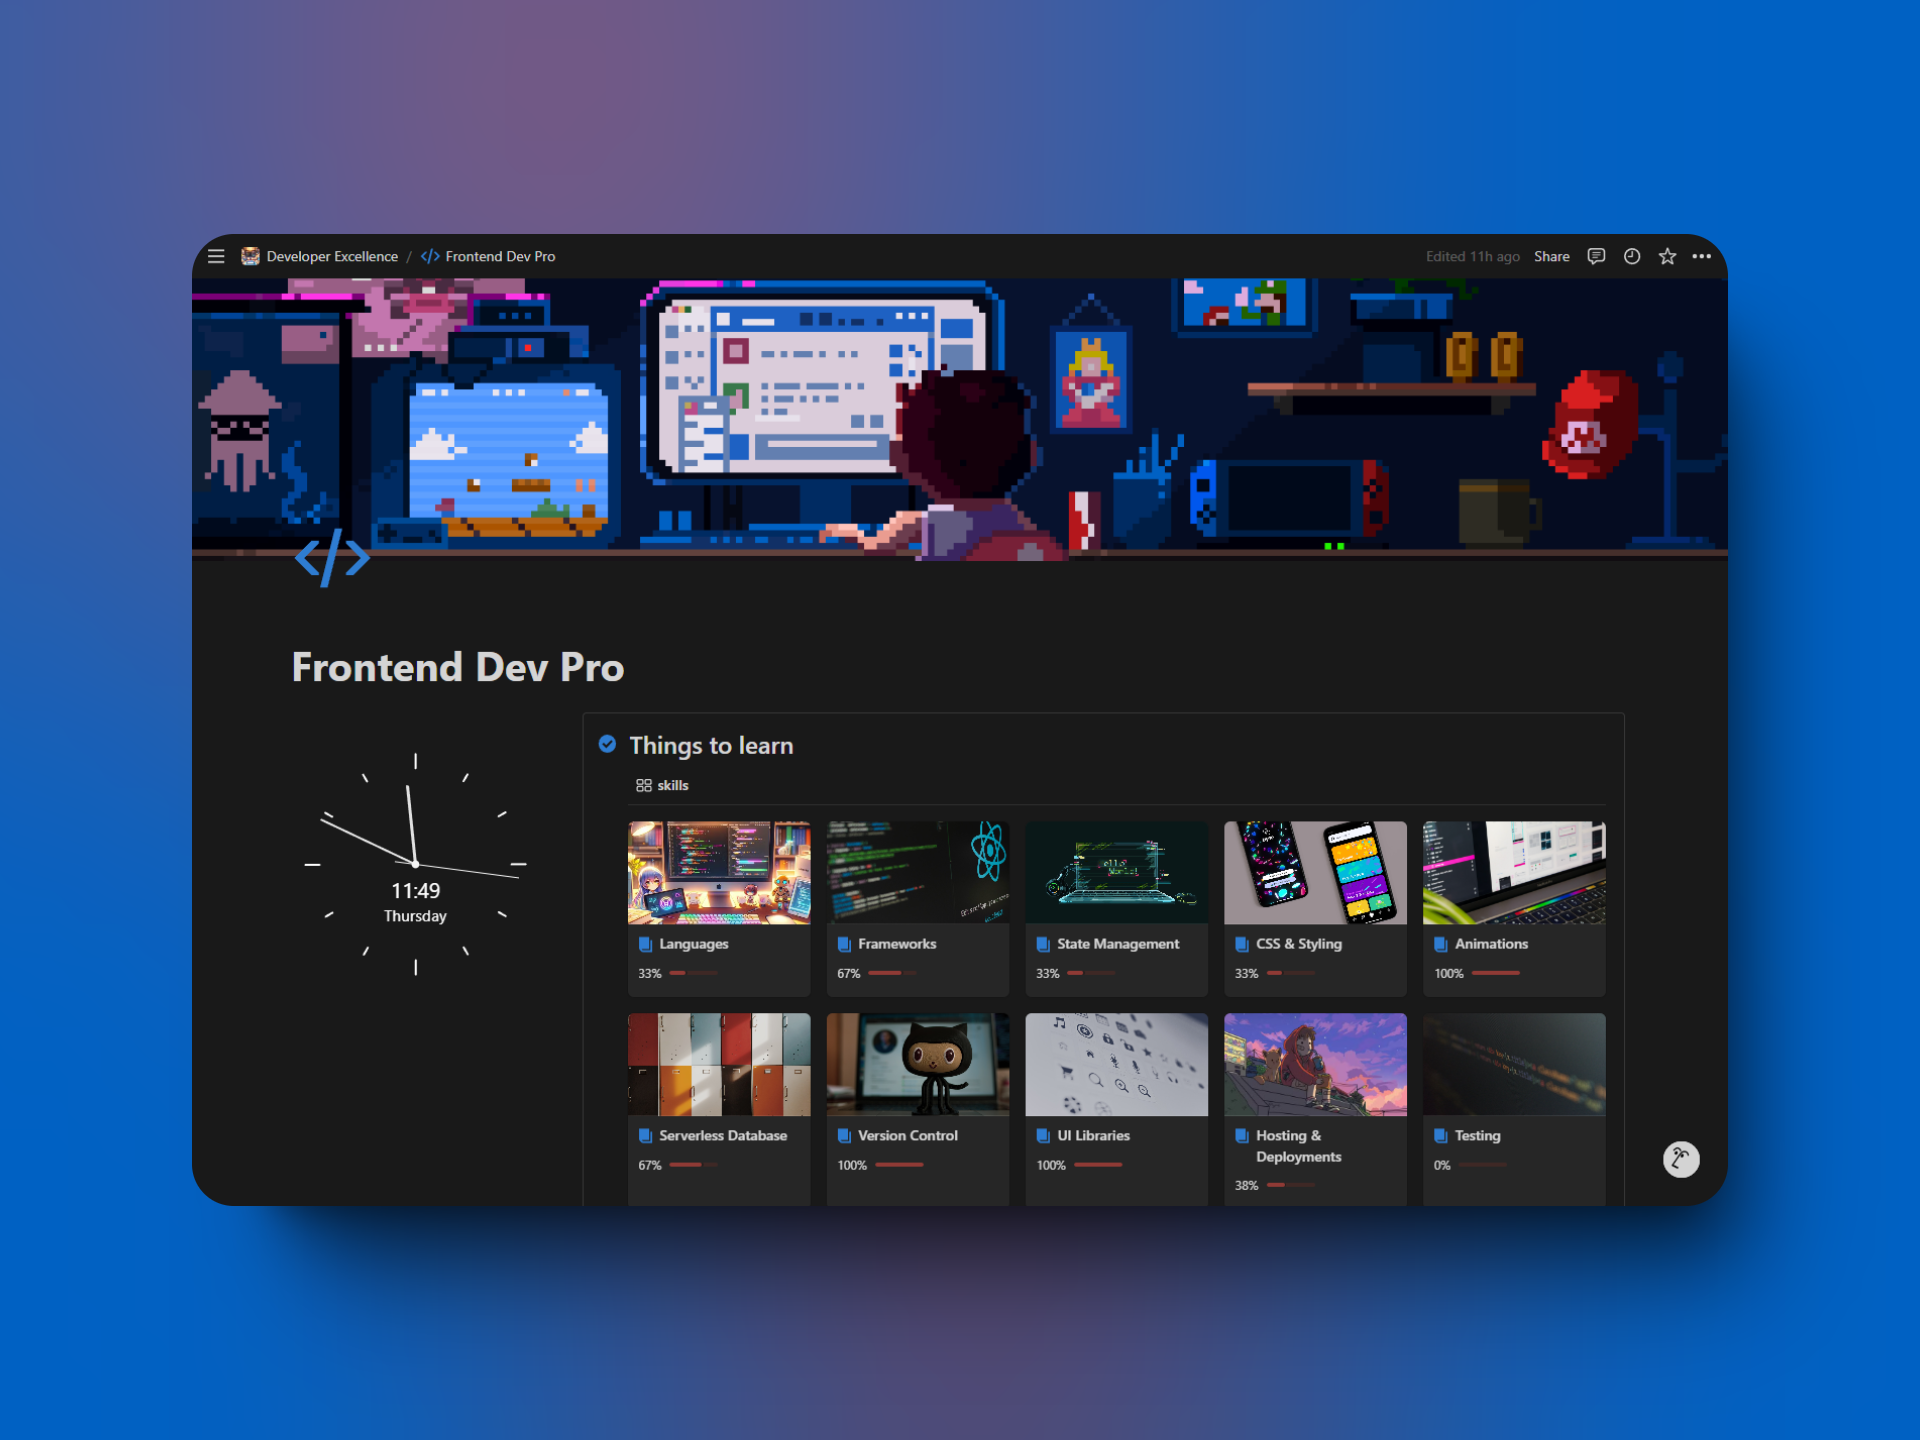 Developer Excellence / </> Frontend Dev Pro
Edited 11h ago Share
</>
Frontend Dev Pro
11:49
Thursday
Things to learn
skills
Languages
33%
Frameworks
67%
State Management
33%
CSS & Styling
33%
Animations
100%
Serverless Database
67%
Version Control
100%
UI Libraries
100%
Hosting &
Deployments
38%
Testing
0%